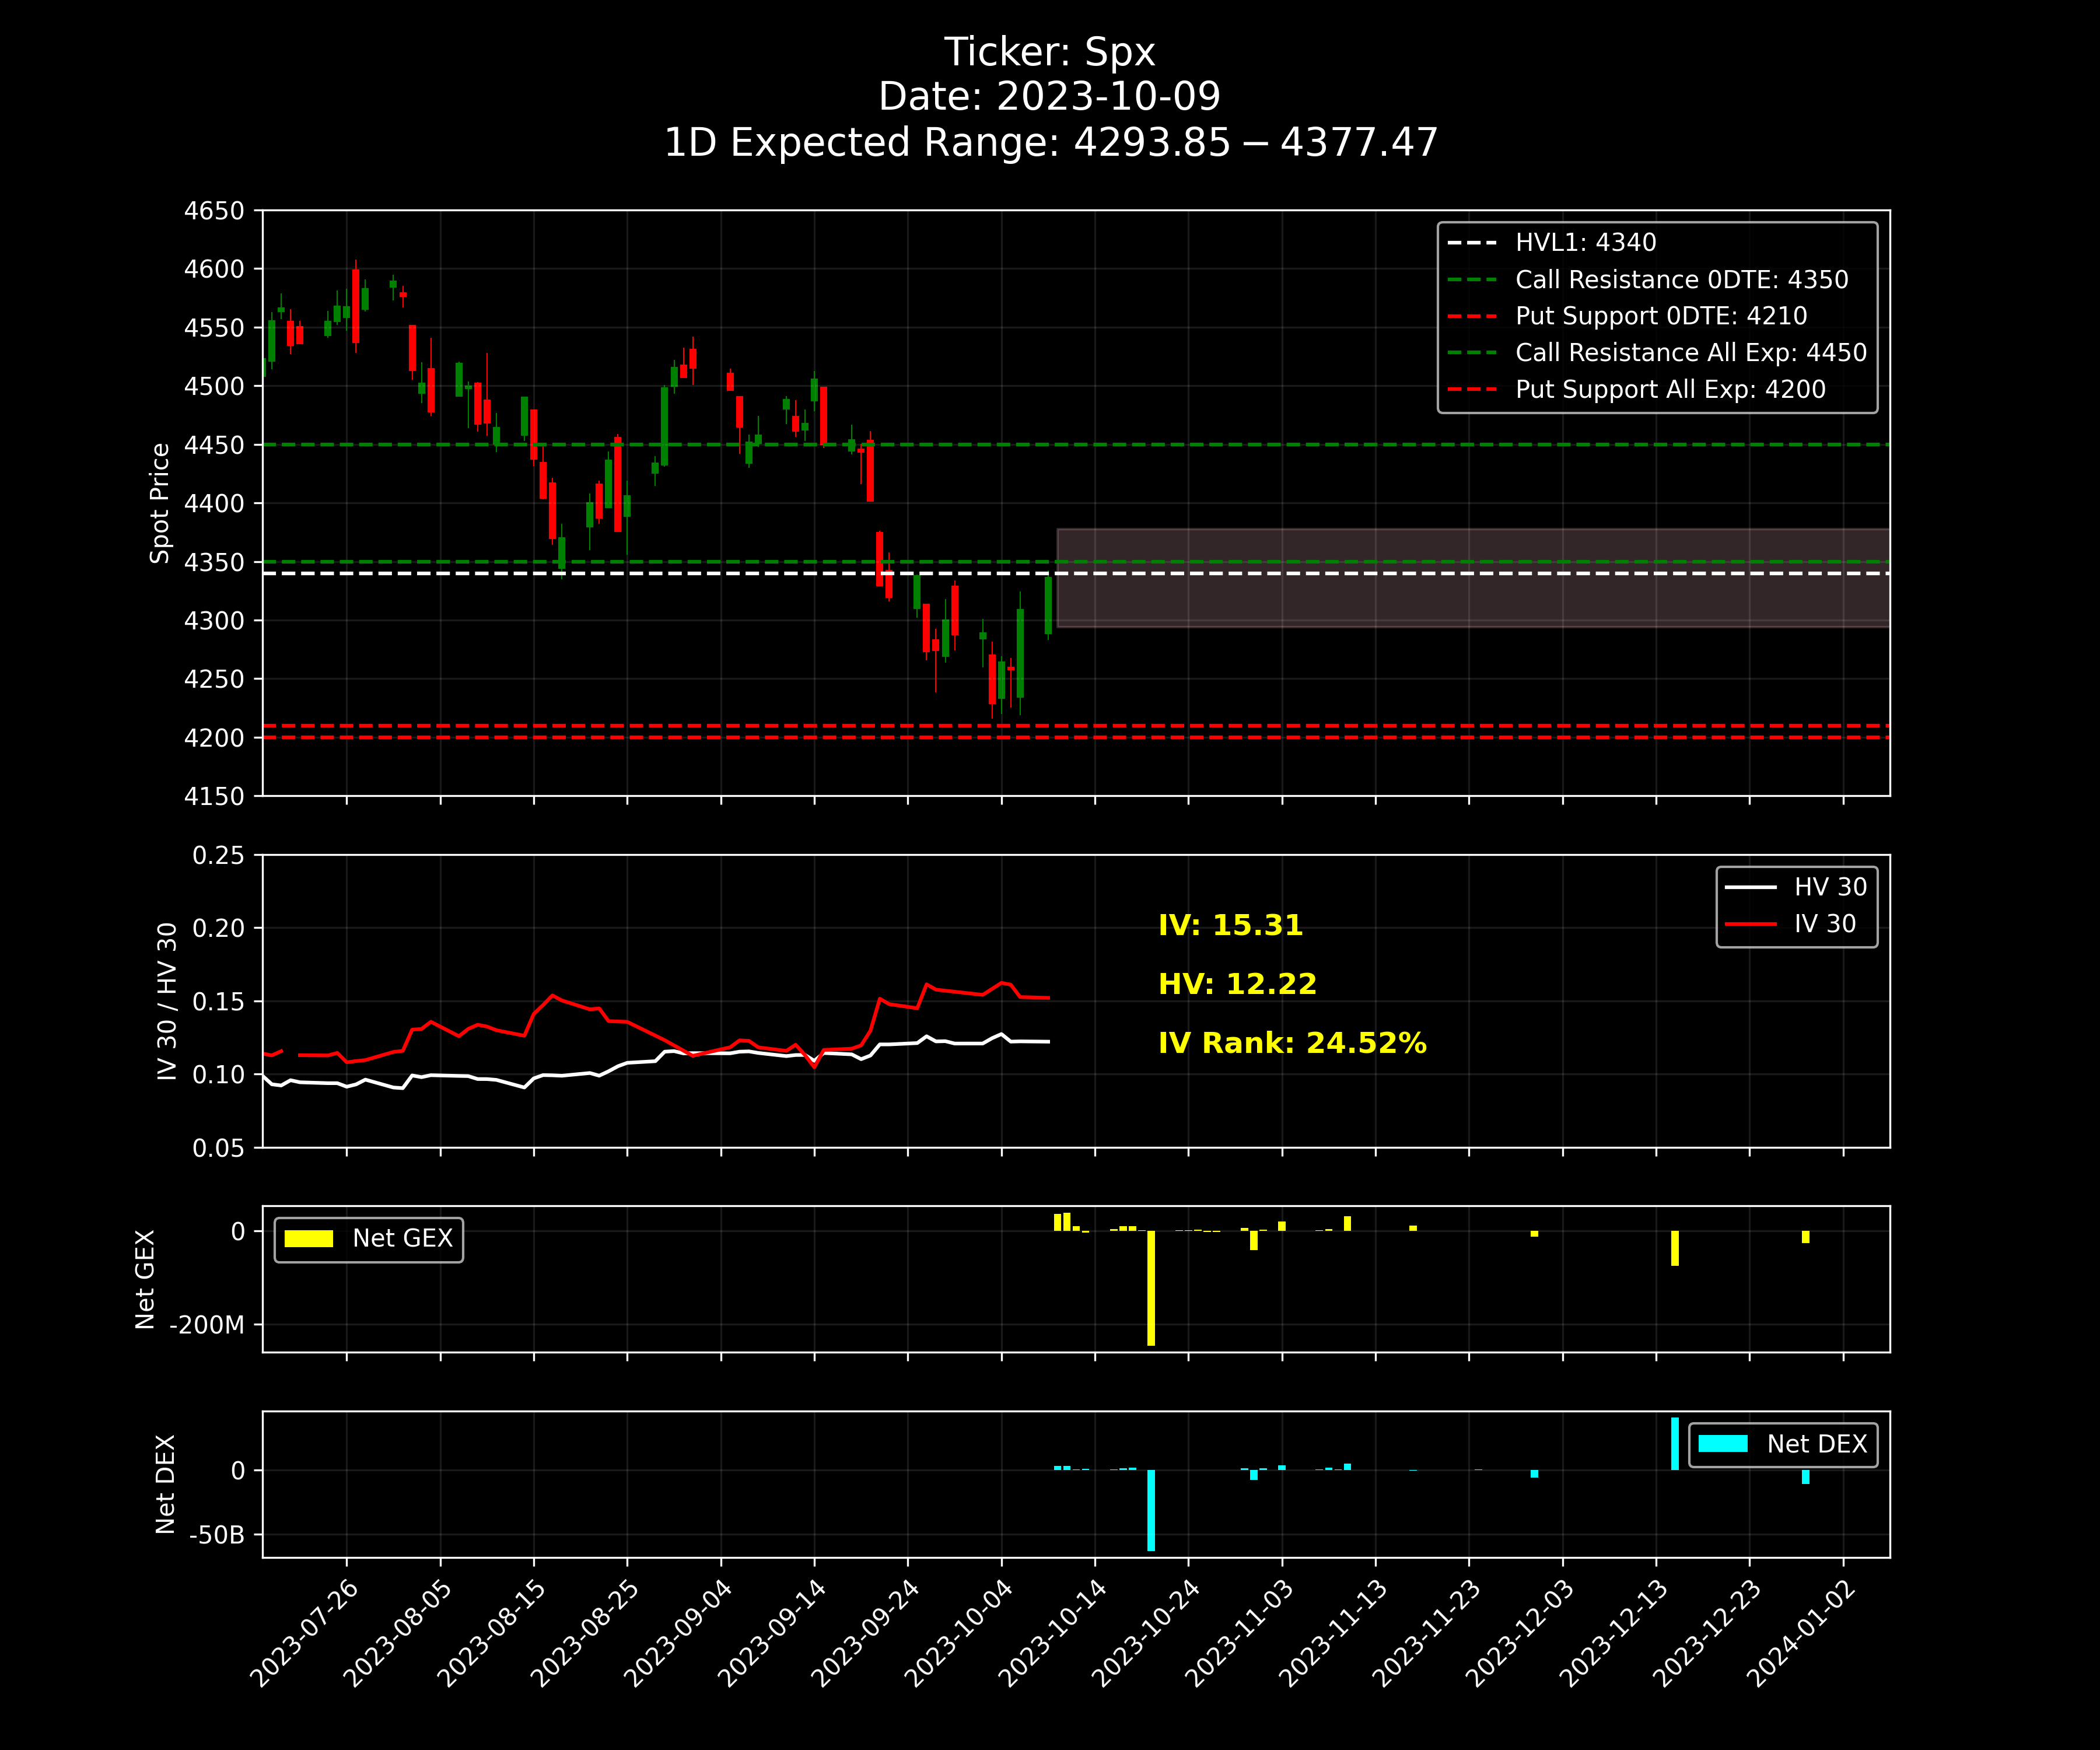 Ticker: Spx
Date: 2023-10-09
1D Expected Range: 4293.85 − 4377.47
4650
4600
4550
4500
4450
4400
4350
4300
4250
4200
4150
Spot Price
HVL1: 4340
Call Resistance 0DTE: 4350
Put Support 0DTE: 4210
Call Resistance All Exp: 4450
Put Support All Exp: 4200
0.25
0.20
0.15
0.10
0.05
IV 30 / HV 30
IV: 15.31
HV: 12.22
IV Rank: 24.52%
HV 30
IV 30
0
-200M
Net GEX
Net GEX
0
-50B
Net DEX
Net DEX
2023-07-26
2023-08-05
2023-08-15
2023-08-25
2023-09-04
2023-09-14
2023-09-24
2023-10-04
2023-10-14
2023-10-24
2023-11-03
2023-11-13
2023-11-23
2023-12-03
2023-12-13
2023-12-23
2024-01-02